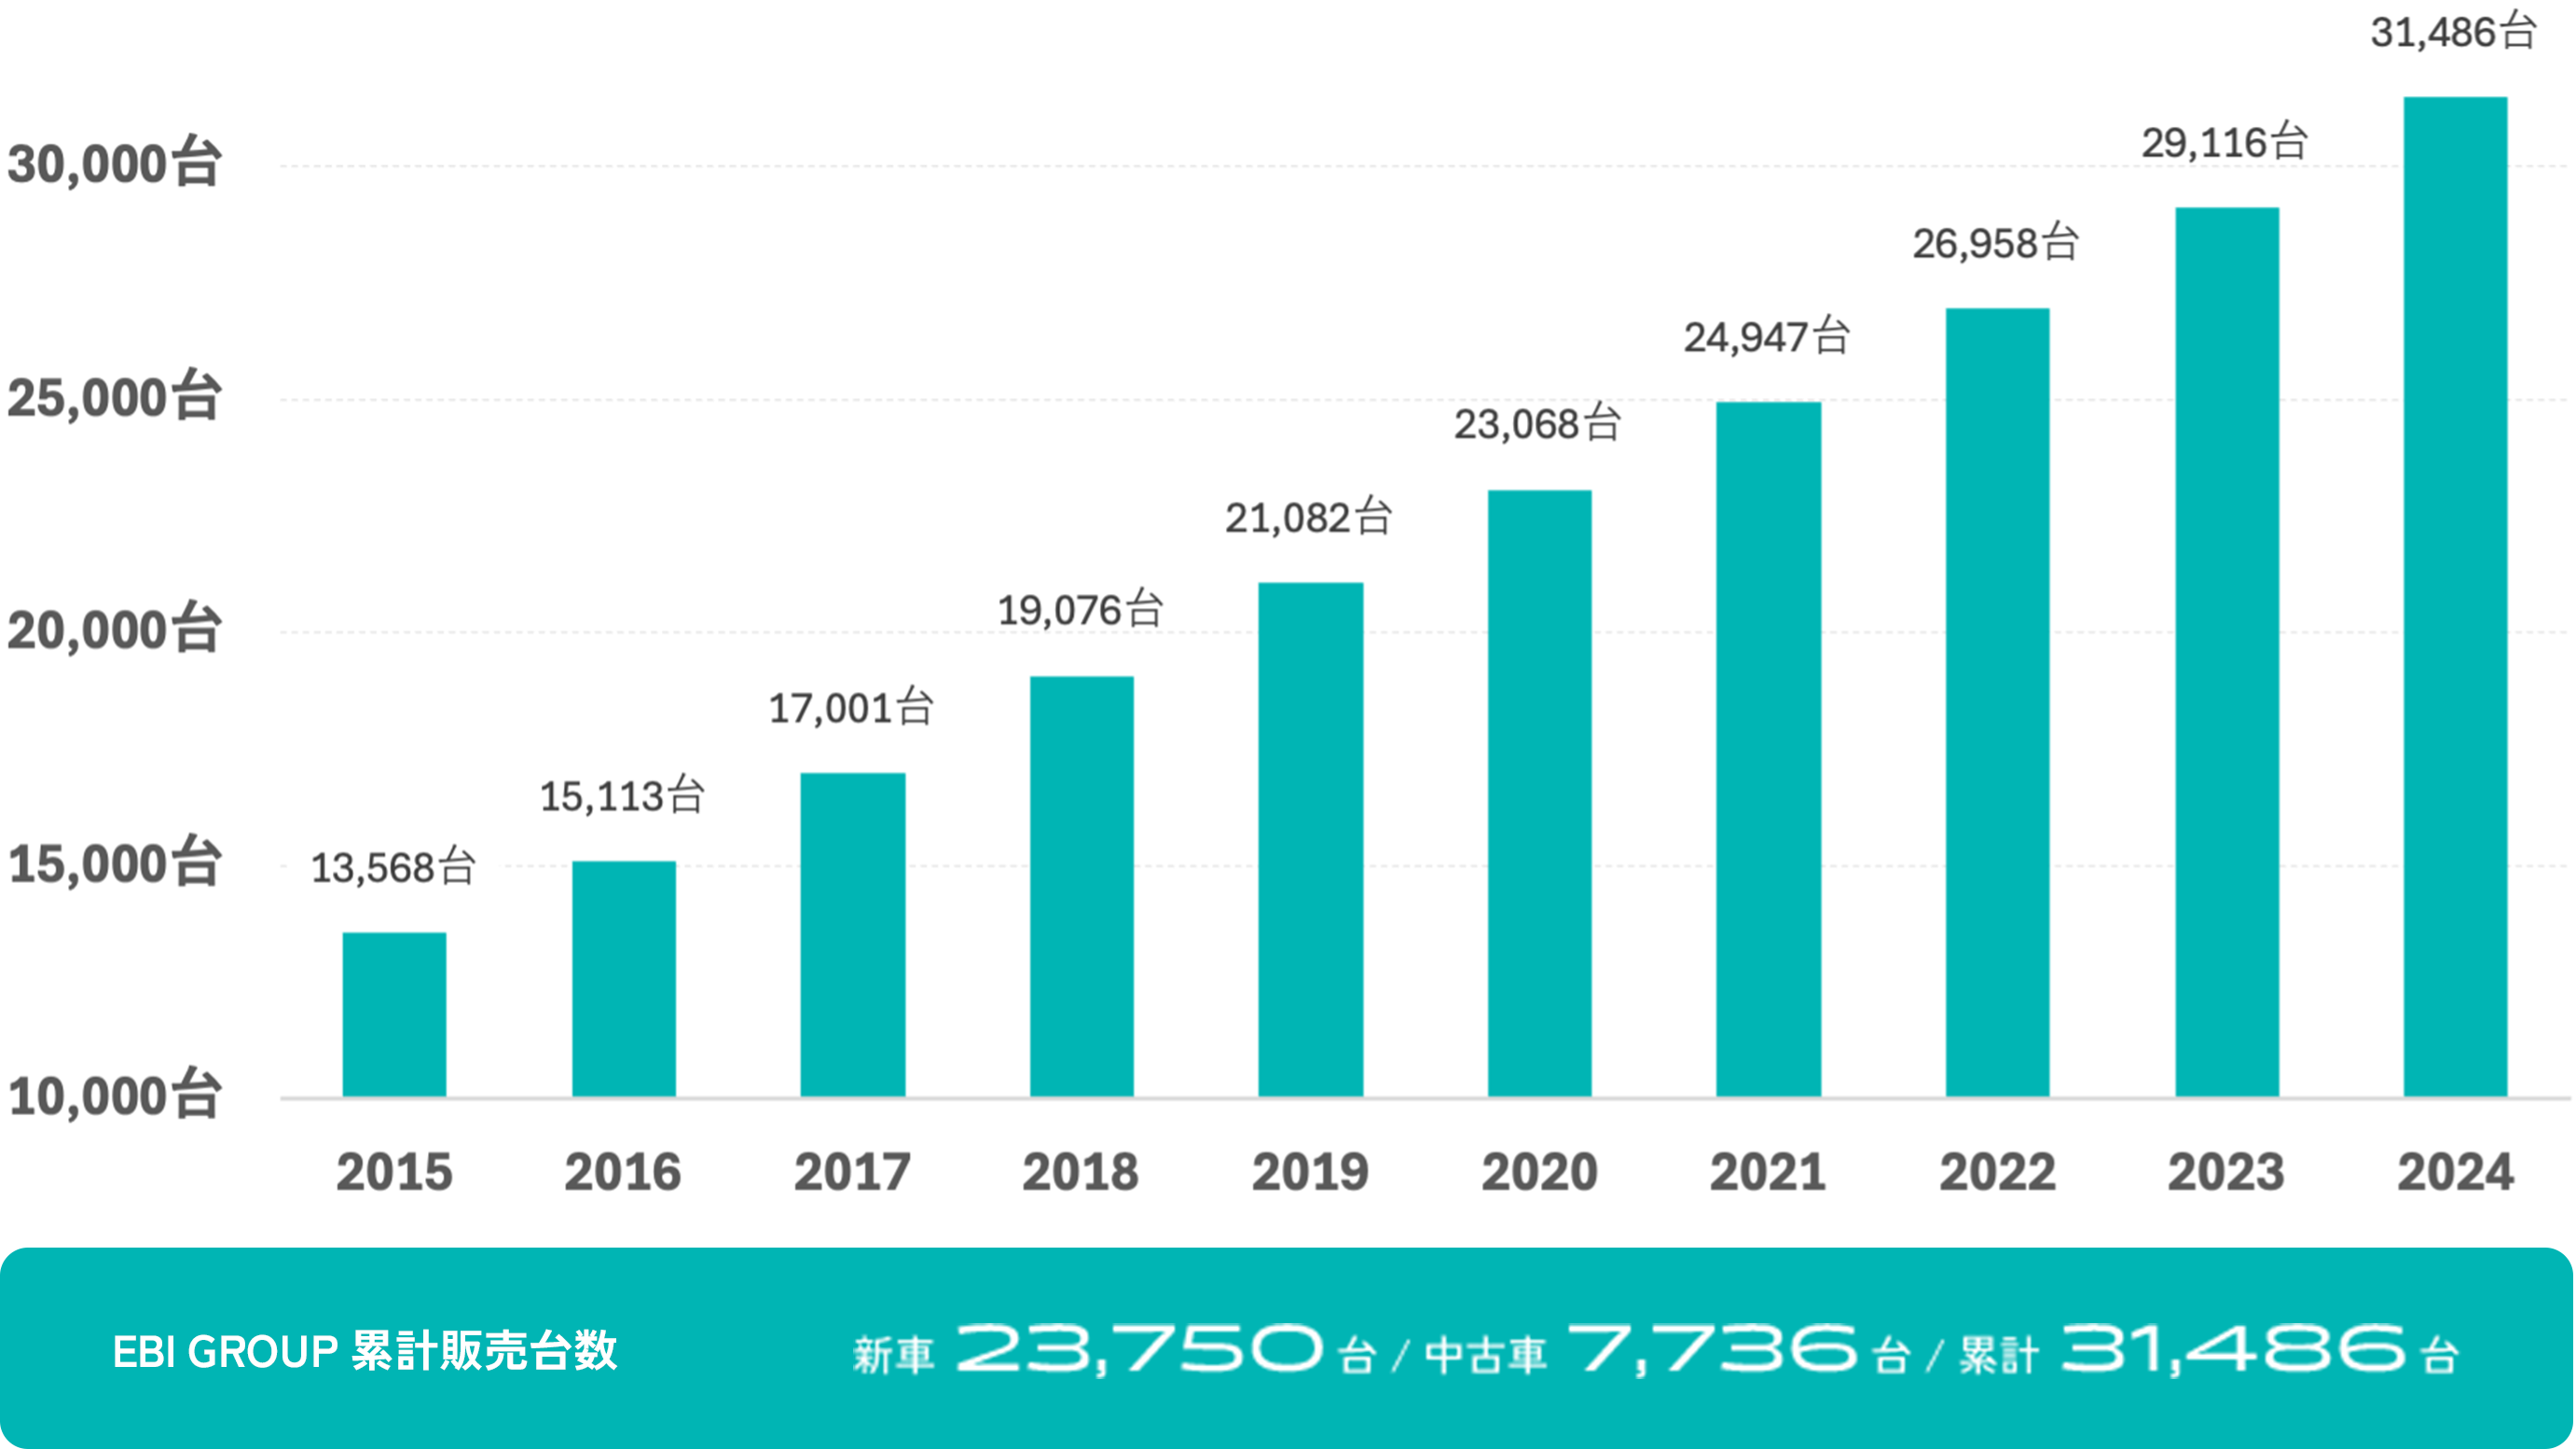 31,486台
29,116台
30,000台
26,958台
24,947台
25,000台
23,068台
21,082台
19,076台
20,000台
17,001台
15,113台
13,568台
15,000台
10,000台
2015 2016 2017 2018 2019 2020 2021 2022 2023 2024
EBI GROUP 累計販売台数 新車 23,750 台 / 中古車 7,736 台 / 累計 31,486 台